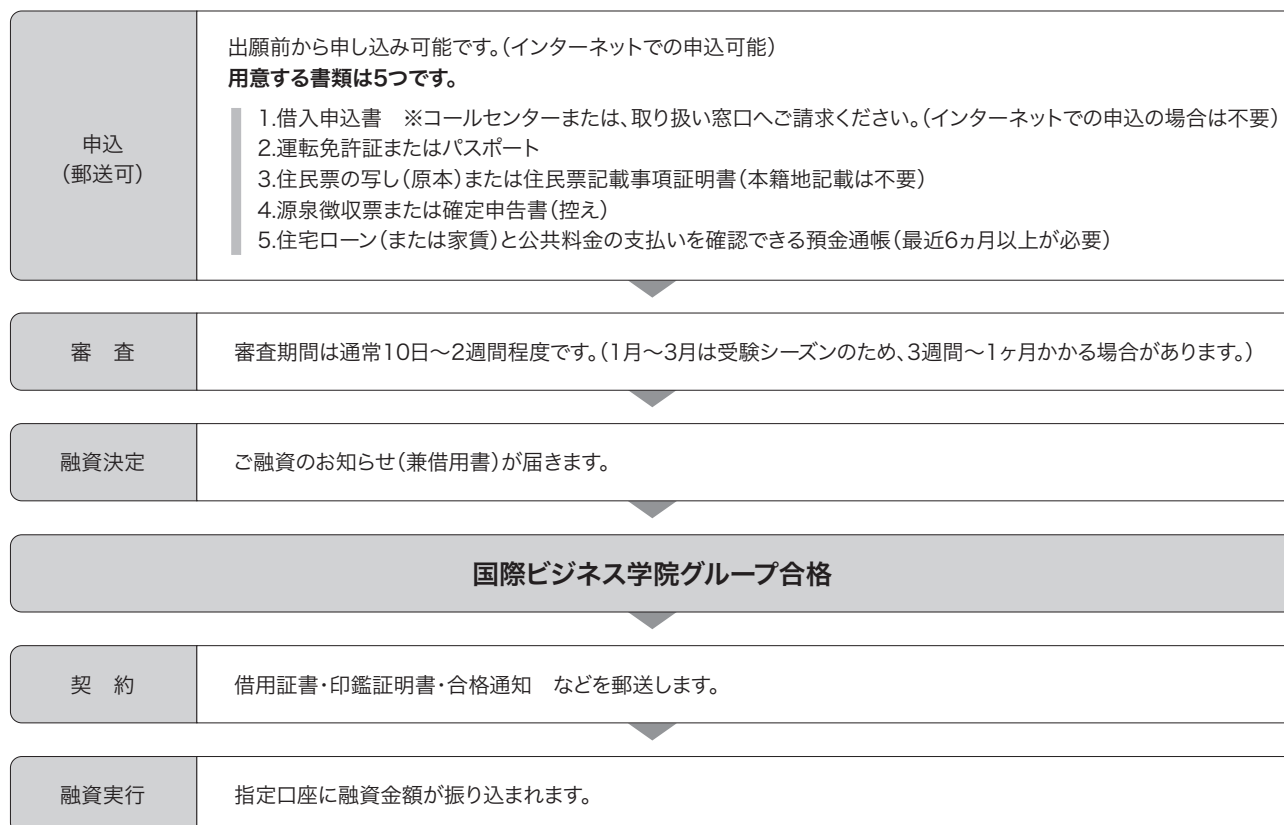 申込
（郵送可）
出願前から申し込み可能です。（インターネットでの申込可能）
用意する書類は5つです。
1.借入申込書　※コールセンターまたは、取り扱い窓口へご請求ください。（インターネットでの申込の場合は不要）
2.運転免許証またはパスポート
3.住民票の写し（原本）または住民票記載事項証明書（本籍地記載は不要）
4.源泉徴収票または確定申告書（控え）
5.住宅ローン（または家賃）と公共料金の支払いを確認できる預金通帳（最近6ヵ月以上が必要）
審　査
審査期間は通常10日～2週間程度です。（1月～3月は受験シーズンのため、3週間～1ヶ月かかる場合があります。）
融資決定
ご融資のお知らせ（兼借用書）が届きます。
国際ビジネス学院グループ合格
契　約
借用証書・印鑑証明書・合格通知　などを郵送します。
融資実行
指定口座に融資金額が振り込まれます。